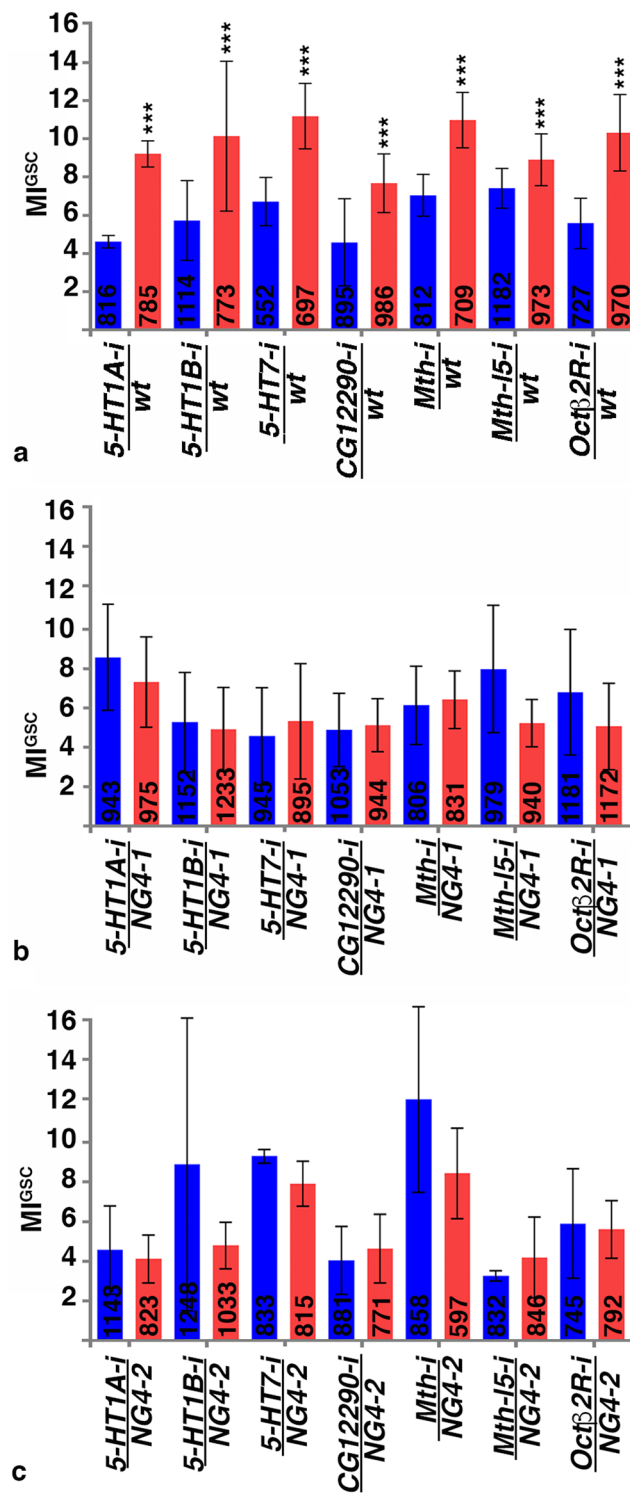 16
14
12
10
8
6
4
2
MIGSC
*** *** *** *** *** *** ***
816 785 1114 773 552 697 895 986 812 709 1182 973 727 970
5-HT1A-i
wt
5-HT1B-i
wt
5-HT7-i
wt
CG12290-i
wt
Mth-i
wt
Mth-l5-i
wt
Octβ2R-i
wt
a
16
14
12
10
8
6
4
2
MIGSC
943 975 1152 1233 945 895 1053 944 806 831 979 940 1181 1172
5-HT1A-i
NG4-1
5-HT1B-i
NG4-1
5-HT7-i
NG4-1
CG12290-i
NG4-1
Mth-i
NG4-1
Mth-l5-i
NG4-1
Octβ2R-i
NG4-1
b
16
14
12
10
8
6
4
2
MIGSC
1148 823 1248 1033 833 815 881 771 858 597 832 846 745 792
5-HT1A-i
NG4-2
5-HT1B-i
NG4-2
5-HT7-i
NG4-2
CG12290-i
NG4-2
Mth-i
NG4-2
Mth-l5-i
NG4-2
Octβ2R-i
NG4-2
c